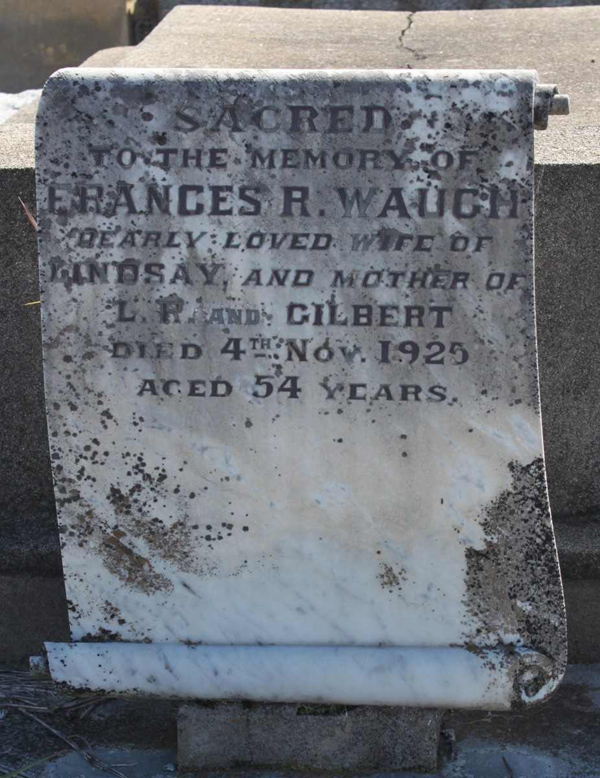 SACRED
TO THE MEMORY OF
FRANCES R. WAUGH
DEARLY LOVED WIFE OF
LINDSAY, AND MOTHER OF
L. R. AND GILBERT
DIED 4TH NOV. 1925
AGED 54 YEARS.